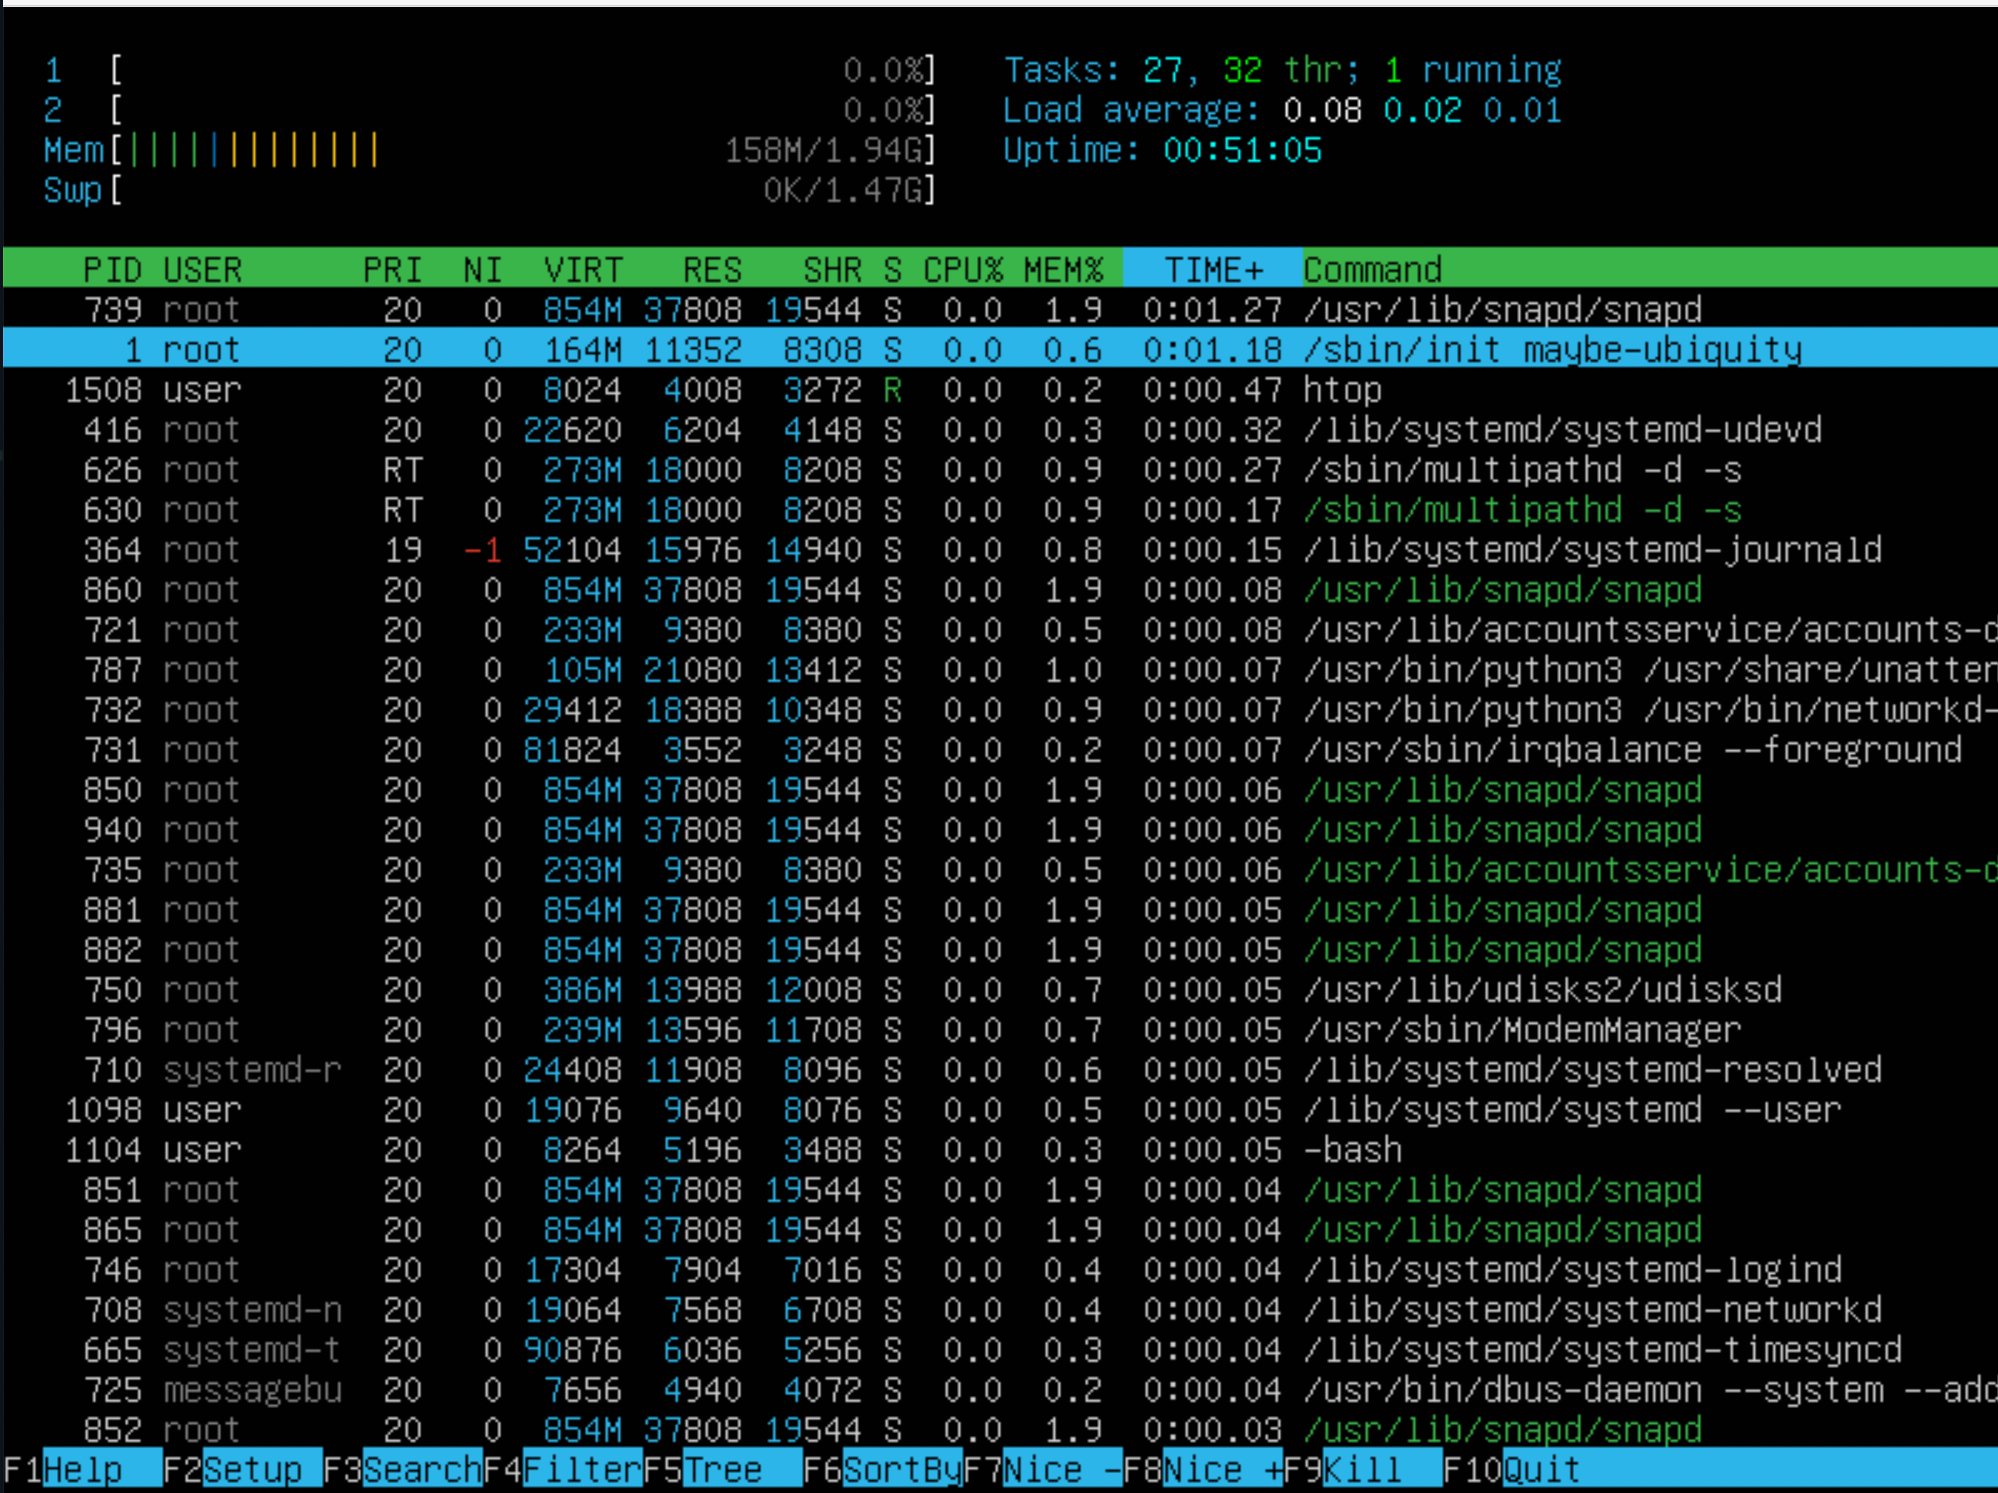 1 [ 0.0%] Tasks: 27, 32 thr; 1 running
2 [ 0.0%] Load average: 0.08 0.02 0.01
Mem[||||||||||||||| 158M/1.94G] Uptime: 00:51:05
Swp[ 0K/1.47G]
PID USER PRI NI VIRT RES SHR S CPU% MEM% TIME+ Command
739 root 20 0 854M 37808 19544 S 0.0 1.9 0:01.27 /usr/lib/snapd/snapd
1 root 20 0 164M 11352 8308 S 0.0 0.6 0:01.18 /sbin/init maybe-ubiquity
1508 user 20 0 8024 4008 3272 R 0.0 0.2 0:00.47 htop
416 root 20 0 22620 6204 4148 S 0.0 0.3 0:00.32 /lib/systemd/systemd-udevd
626 root RT 0 273M 18000 8208 S 0.0 0.9 0:00.27 /sbin/multipathd -d -s
630 root RT 0 273M 18000 8208 S 0.0 0.9 0:00.17 /sbin/multipathd -d -s
364 root 19 -1 52104 15976 14940 S 0.0 0.8 0:00.15 /lib/systemd/systemd-journald
860 root 20 0 854M 37808 19544 S 0.0 1.9 0:00.08 /usr/lib/snapd/snapd
721 root 20 0 233M 9380 8380 S 0.0 0.5 0:00.08 /usr/lib/accountsservice/accounts-
787 root 20 0 105M 21080 13412 S 0.0 1.0 0:00.07 /usr/bin/python3 /usr/share/unatten
732 root 20 0 29412 18388 10348 S 0.0 0.9 0:00.07 /usr/bin/python3 /usr/bin/networkd-
731 root 20 0 81824 3552 3248 S 0.0 0.2 0:00.07 /usr/sbin/irqbalance --foreground
850 root 20 0 854M 37808 19544 S 0.0 1.9 0:00.06 /usr/lib/snapd/snapd
940 root 20 0 854M 37808 19544 S 0.0 1.9 0:00.06 /usr/lib/snapd/snapd
735 root 20 0 233M 9380 8380 S 0.0 0.5 0:00.06 /usr/lib/accountsservice/accounts-
881 root 20 0 854M 37808 19544 S 0.0 1.9 0:00.05 /usr/lib/snapd/snapd
882 root 20 0 854M 37808 19544 S 0.0 1.9 0:00.05 /usr/lib/snapd/snapd
750 root 20 0 386M 13988 12008 S 0.0 0.7 0:00.05 /usr/lib/udisks2/udisksd
796 root 20 0 239M 13596 11708 S 0.0 0.7 0:00.05 /usr/sbin/ModemManager
710 systemd-r 20 0 24408 11908 8096 S 0.0 0.6 0:00.05 /lib/systemd/systemd-resolved
1098 user 20 0 19076 9640 8076 S 0.0 0.5 0:00.05 /lib/systemd/systemd --user
1104 user 20 0 8264 5196 3488 S 0.0 0.3 0:00.05 -bash
851 root 20 0 854M 37808 19544 S 0.0 1.9 0:00.04 /usr/lib/snapd/snapd
865 root 20 0 854M 37808 19544 S 0.0 1.9 0:00.04 /usr/lib/snapd/snapd
746 root 20 0 17304 7904 7016 S 0.0 0.4 0:00.04 /lib/systemd/systemd-logind
708 systemd-n 20 0 19064 7568 6708 S 0.0 0.4 0:00.04 /lib/systemd/systemd-networkd
665 systemd-t 20 0 90876 6036 5256 S 0.0 0.3 0:00.04 /lib/systemd/systemd-timesyncd
725 messagebu 20 0 7656 4940 4072 S 0.0 0.2 0:00.04 /usr/bin/dbus-daemon --system --add
852 root 20 0 854M 37808 19544 S 0.0 1.9 0:00.03 /usr/lib/snapd/snapd
F1Help F2Setup F3SearchF4FilterF5Tree F6SortByF7Nice -F8Nice +F9Kill F10Quit